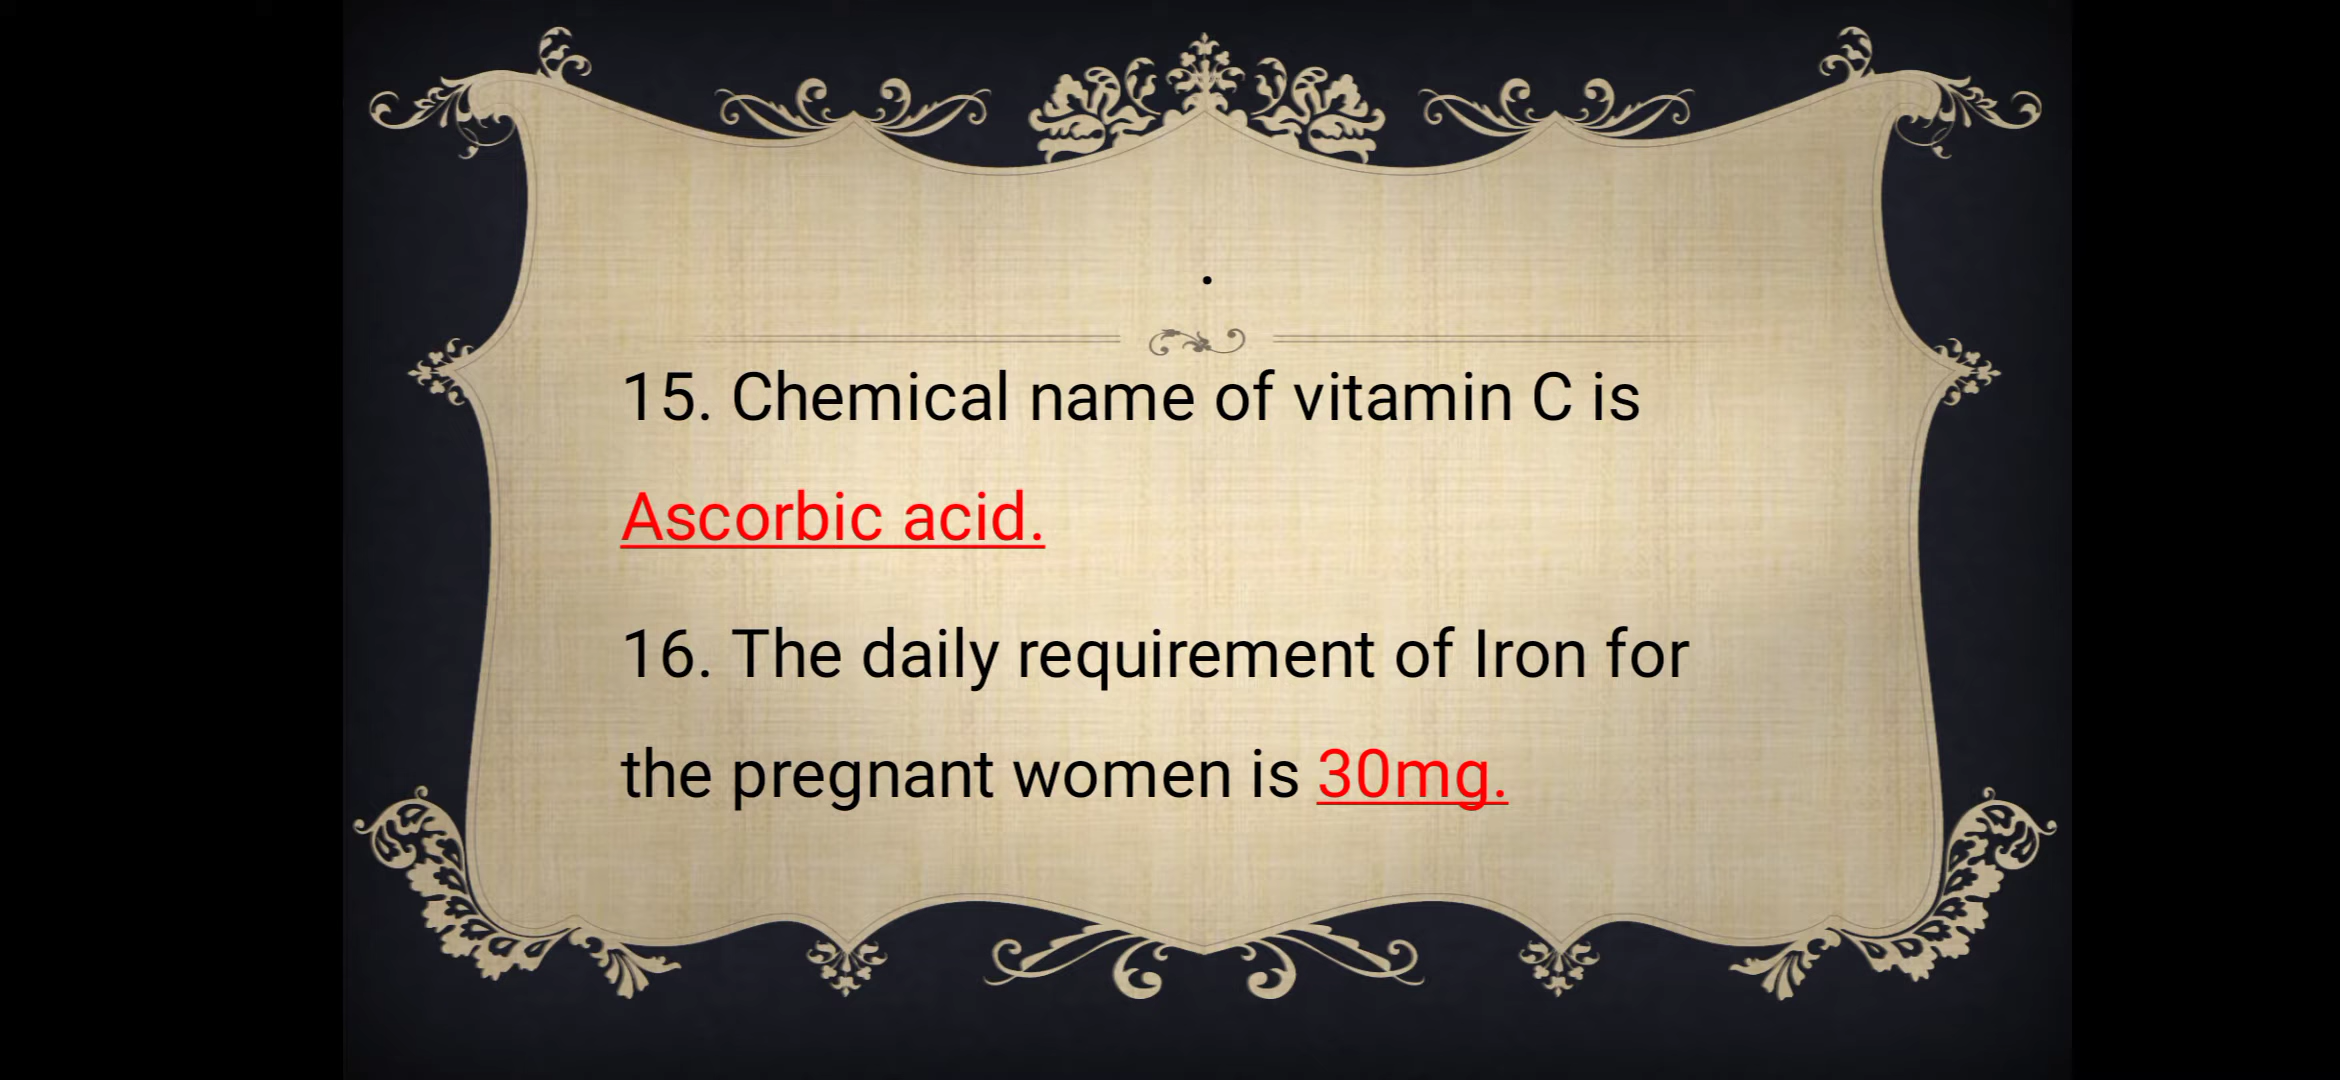 .
15. Chemical name of vitamin C is
Ascorbic acid.
16. The daily requirement of Iron for
the pregnant women is 30mg.